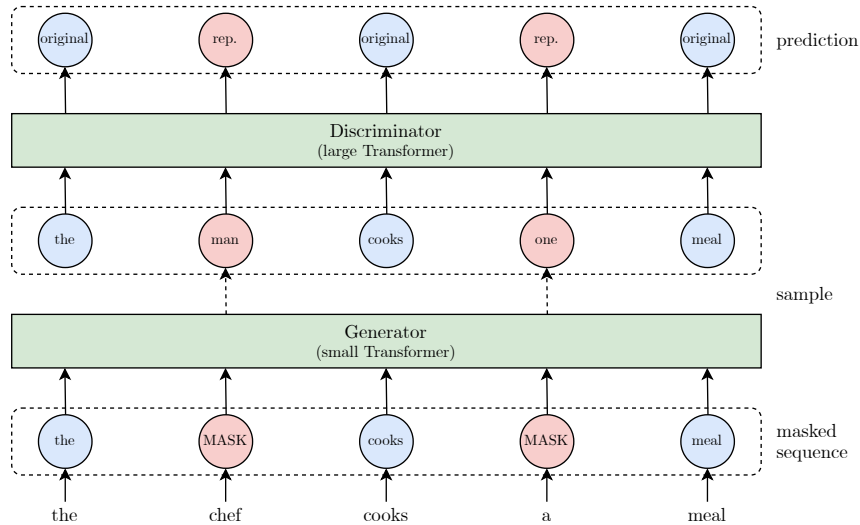 original rep. original rep. original prediction
Discriminator
(large Transformer)
the man cooks one meal
sample
Generator
(small Transformer)
the MASK cooks MASK meal
masked
sequence
the chef cooks a meal